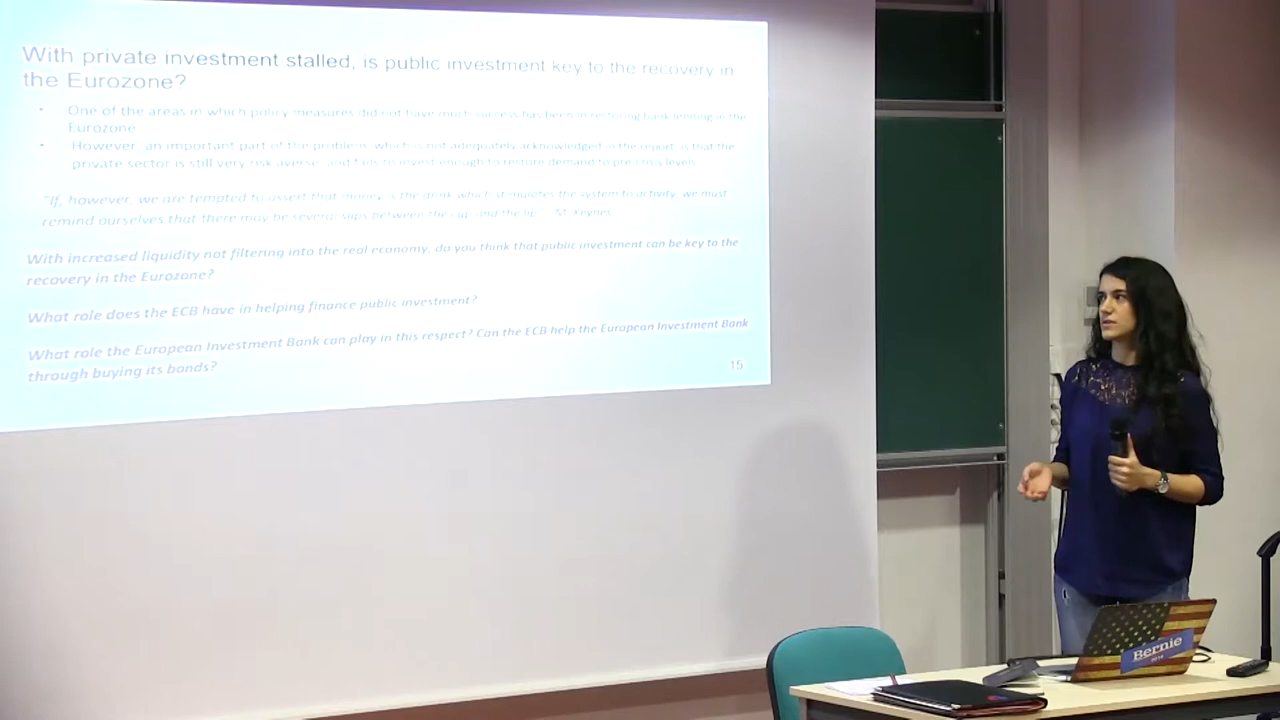 With private investment stalled, is public investment key to the recovery in
the Eurozone?
• One of the areas in which policy measures did not have much success has been in restoring bank lending in the
Eurozone
• However, an important part of the problem, which is not adequately acknowledged in the report, is that the
private sector is still very risk averse, and fails to invest enough to restore demand to pre-crisis levels.
"If, however, we are tempted to assert that money is the drink which stimulates the system to activity, we must
remind ourselves that there may be several slips between the cup and the lip" M. Keynes
With increased liquidity not filtering into the real economy, do you think that public investment can be key to the
recovery in the Eurozone?
What role does the ECB have in helping finance public investment?
What role the European Investment Bank can play in this respect? Can the ECB help the European Investment Bank
through buying its bonds?
15
Bernie
2016